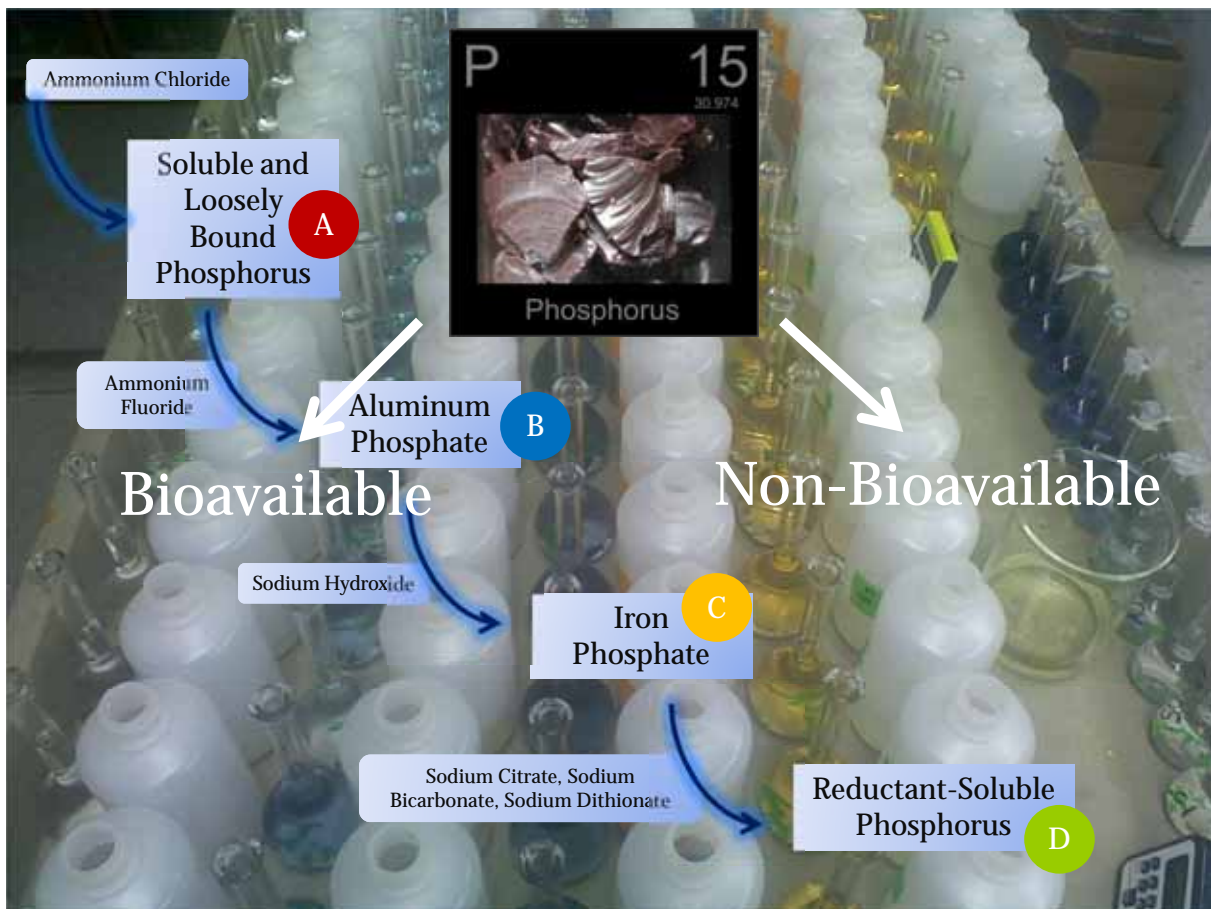 P 15
30.974
Phosphorus
Ammonium Chloride
Soluble and
Loosely
Bound
Phosphorus
A
Ammonium
Fluoride
Aluminum
Phosphate
B
Bioavailable
Non-Bioavailable
Sodium Hydroxide
Iron
Phosphate
C
Sodium Citrate, Sodium
Bicarbonate, Sodium Dithionate
Reductant-Soluble
Phosphorus
D